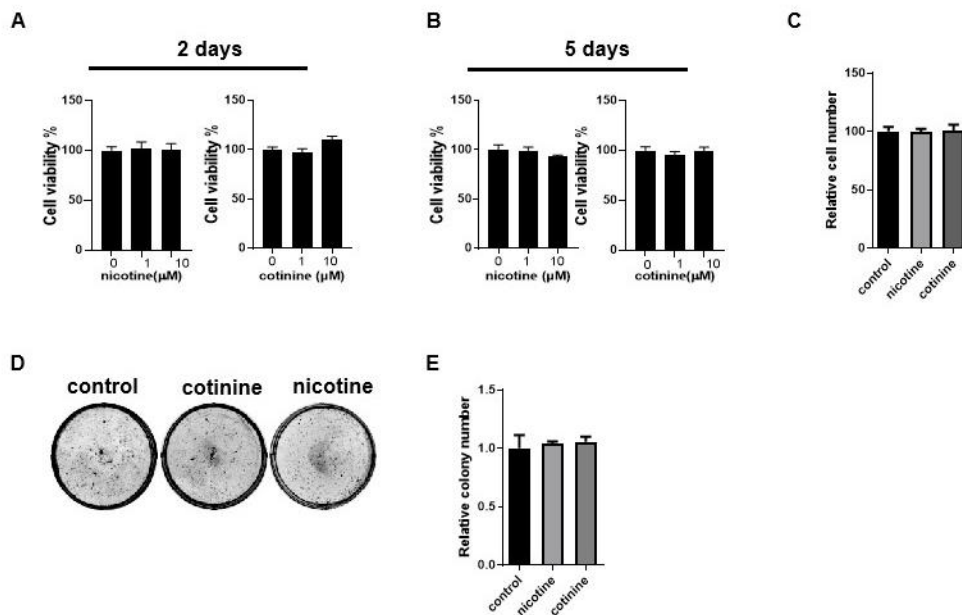 A
2 days
Cell viability %
150
100
50
0
0 1 10
nicotine(μM)
Cell viability %
150
100
50
0
0 1 10
cotinine (μM)
B
5 days
Cell viability %
150
100
50
0
0 1 10
nicotine(μM)
Cell viability %
150
100
50
0
0 1 10
cotinine(μM)
C
Relative cell number
150
100
50
0
control nicotine cotinine
D
control cotinine nicotine
E
Relative colony number
1.5
1.0
0.5
0.0
control nicotine cotinine